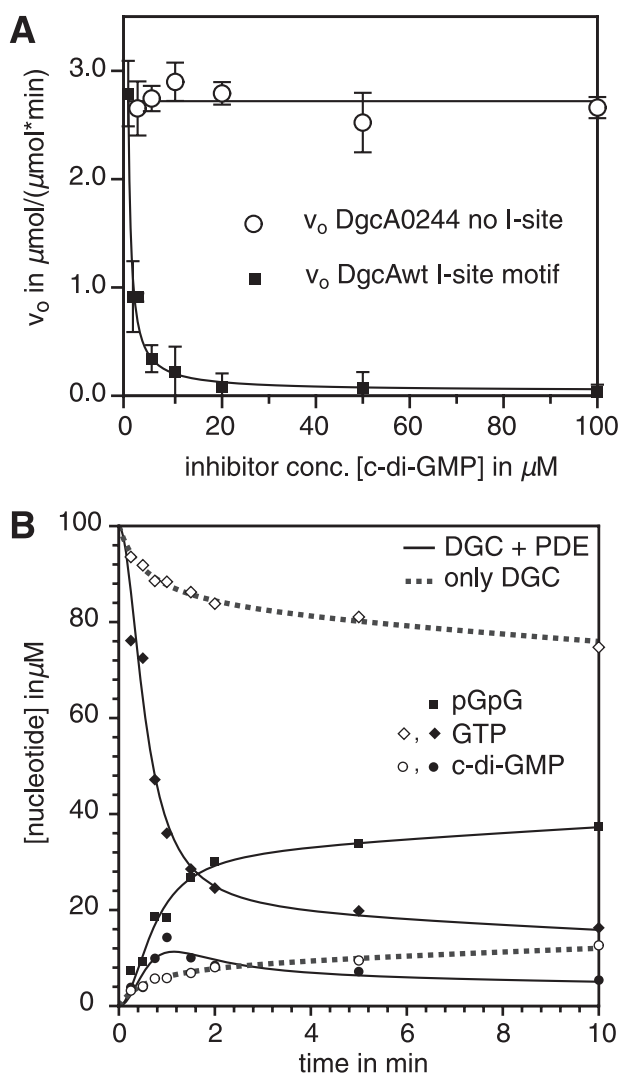 A
3.0
2.0
1.0
0.0
v₀ in μmol/(μmol*min)
v₀ DgcA0244 no I-site
v₀ DgcAwt I-site motif
0 20 40 60 80 100
inhibitor conc. [c-di-GMP] in μM
B
100
80
60
40
20
0
[nucleotide] inμM
DGC + PDE
only DGC
pGpG
, GTP
, c-di-GMP
0 2 4 6 8 10
time in min